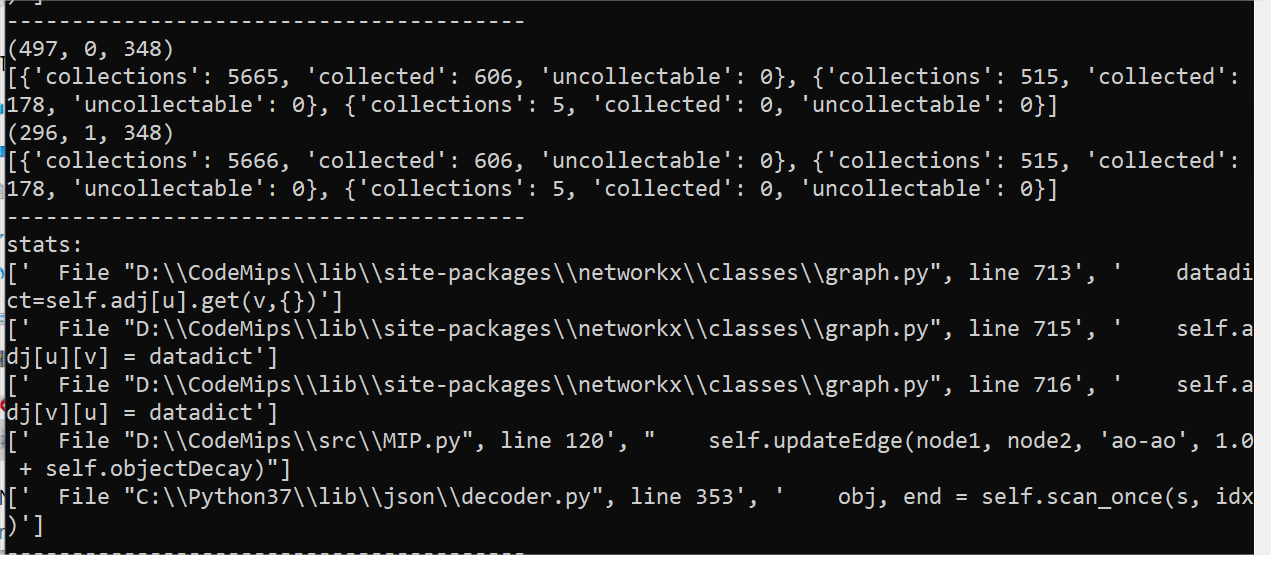 ----------------------------------------
(497, 0, 348)
[{'collections': 5665, 'collected': 606, 'uncollectable': 0}, {'collections': 515, 'collected':
178, 'uncollectable': 0}, {'collections': 5, 'collected': 0, 'uncollectable': 0}]
(296, 1, 348)
[{'collections': 5666, 'collected': 606, 'uncollectable': 0}, {'collections': 515, 'collected':
178, 'uncollectable': 0}, {'collections': 5, 'collected': 0, 'uncollectable': 0}]
----------------------------------------
stats:
['  File "D:\\CodeMips\\lib\\site-packages\\networkx\\classes\\graph.py", line 713', '    datadi
ct=self.adj[u].get(v,{})']
['  File "D:\\CodeMips\\lib\\site-packages\\networkx\\classes\\graph.py", line 715', '    self.a
dj[u][v] = datadict']
['  File "D:\\CodeMips\\lib\\site-packages\\networkx\\classes\\graph.py", line 716', '    self.a
dj[v][u] = datadict']
['  File "D:\\CodeMips\\src\\MIP.py", line 120', "    self.updateEdge(node1, node2, 'ao-ao', 1.0
 + self.objectDecay)"]
['  File "C:\\Python37\\lib\\json\\decoder.py", line 353', '    obj, end = self.scan_once(s, idx
)']
----------------------------------------